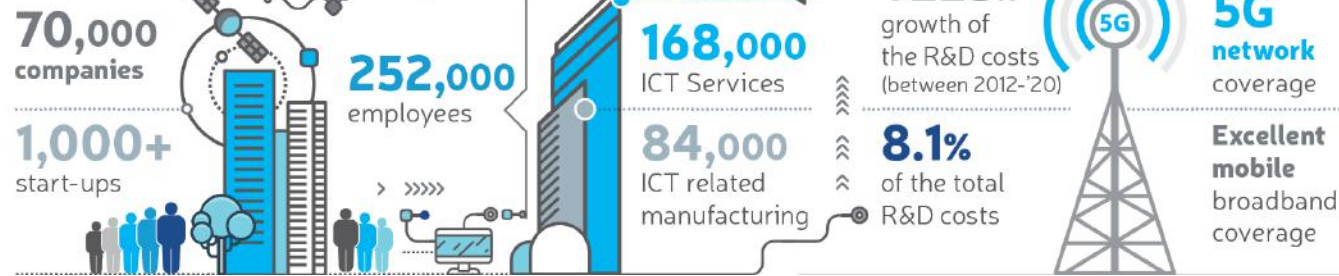 70,000
companies
1,000+
start-ups
252,000
employees
168,000
ICT Services
84,000
ICT related
manufacturing
growth of
the R&D costs
(between 2012-'20)
8.1%
of the total
R&D costs
5G
5G
network
coverage
Excellent
mobile
broadband
coverage